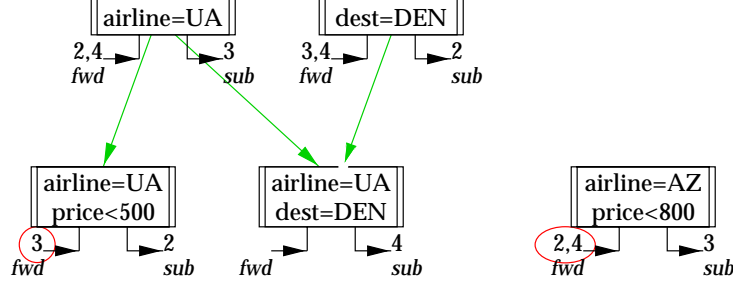 airline=UA
dest=DEN
2,4
3
3,4
2
fwd
sub
fwd
sub
airline=UA
price<500
airline=UA
dest=DEN
airline=AZ
price<800
3
2
4
2,4
3
fwd
sub
fwd
sub
fwd
sub